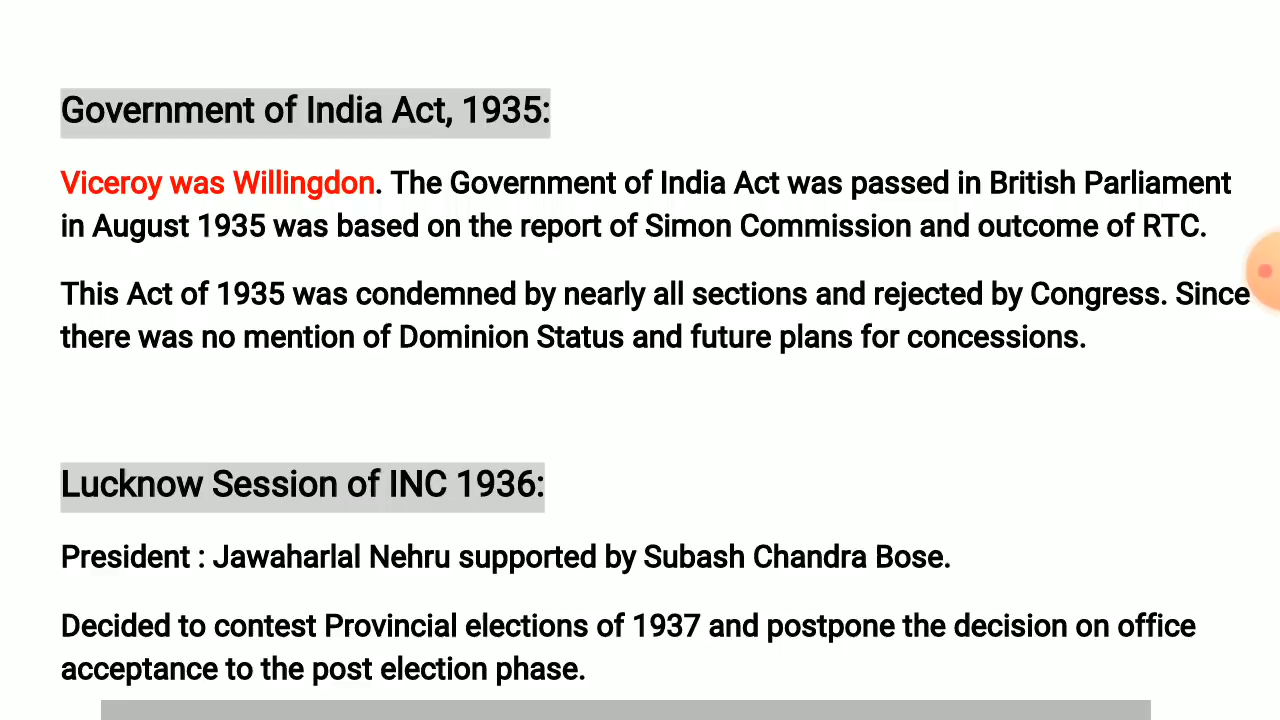 Government of India Act, 1935:
Viceroy was Willingdon. The Government of India Act was passed in British Parliament
in August 1935 was based on the report of Simon Commission and outcome of RTC.
This Act of 1935 was condemned by nearly all sections and rejected by Congress. Since
there was no mention of Dominion Status and future plans for concessions.
Lucknow Session of INC 1936:
President : Jawaharlal Nehru supported by Subash Chandra Bose.
Decided to contest Provincial elections of 1937 and postpone the decision on office
acceptance to the post election phase.